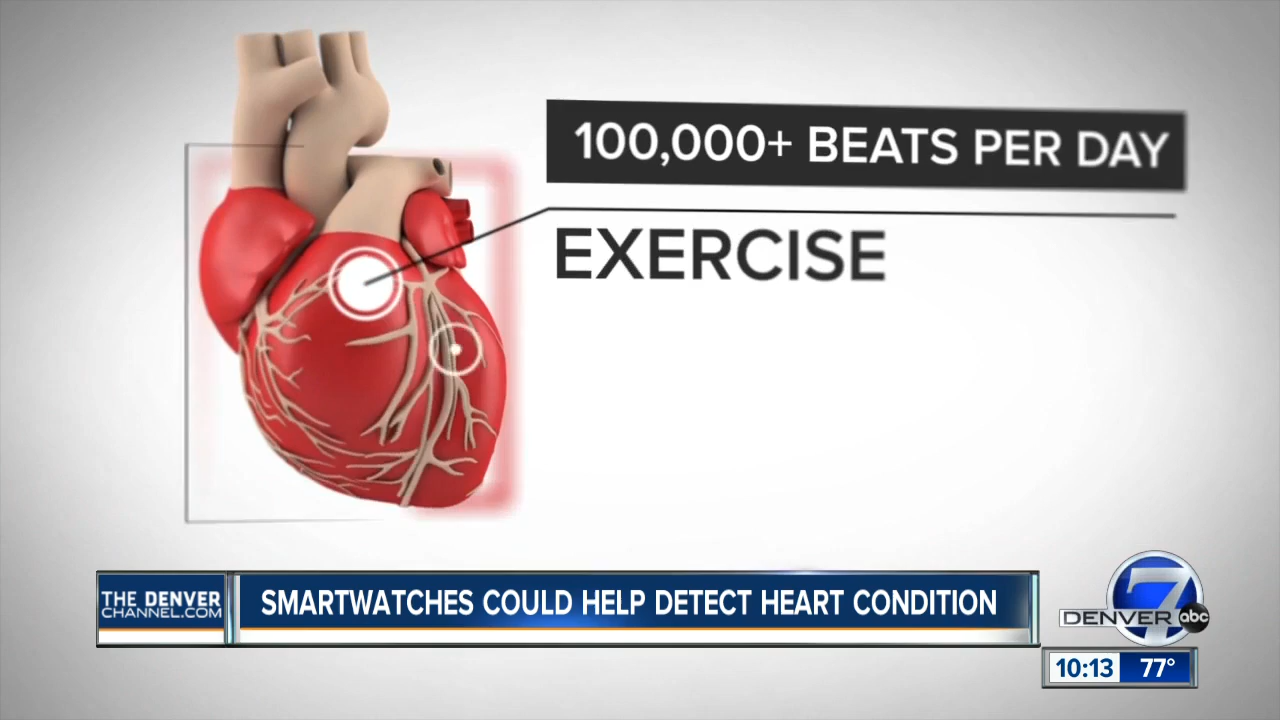 100,000+ BEATS PER DAY
EXERCISE
THE DENVER
CHANNEL.COM
SMARTWATCHES COULD HELP DETECT HEART CONDITION
7
DENVER abc
10:13 77°